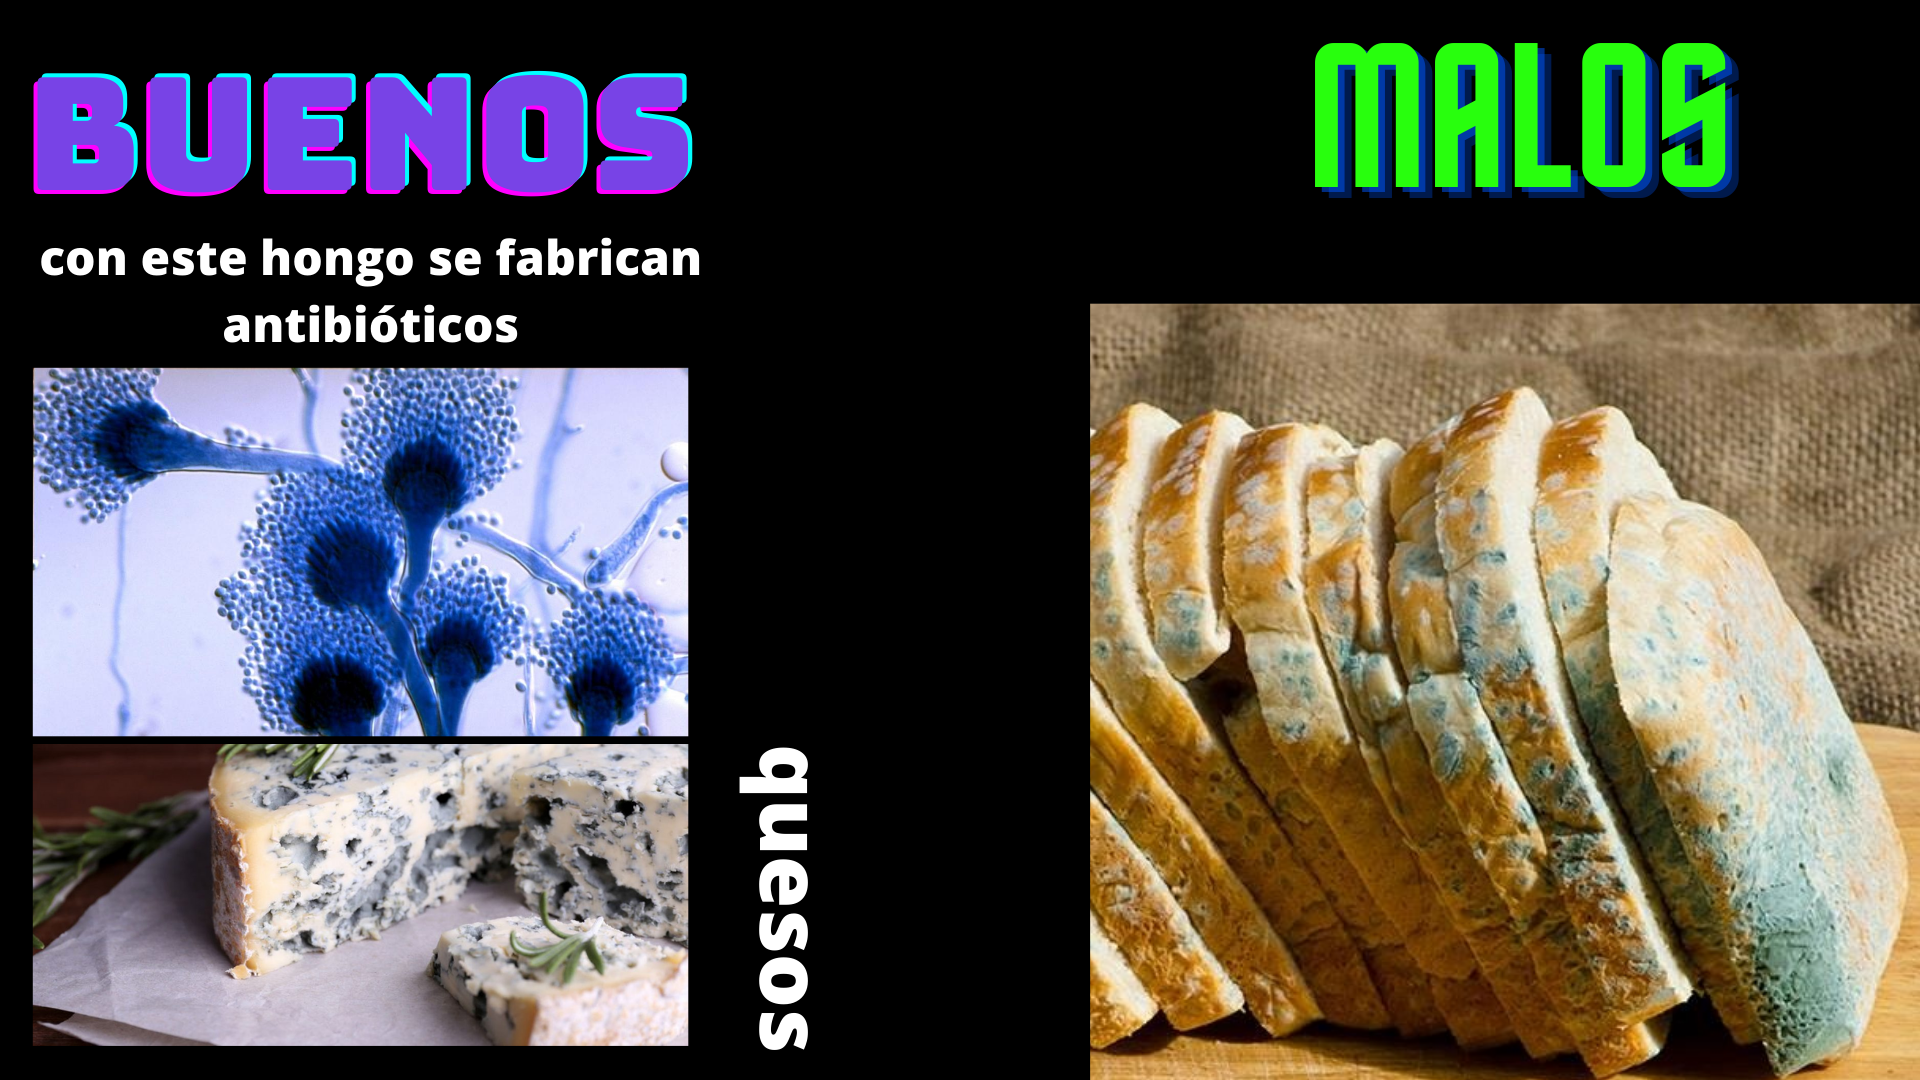 BUENOS
MALOS
con este hongo se fabrican
antibióticos
quesos